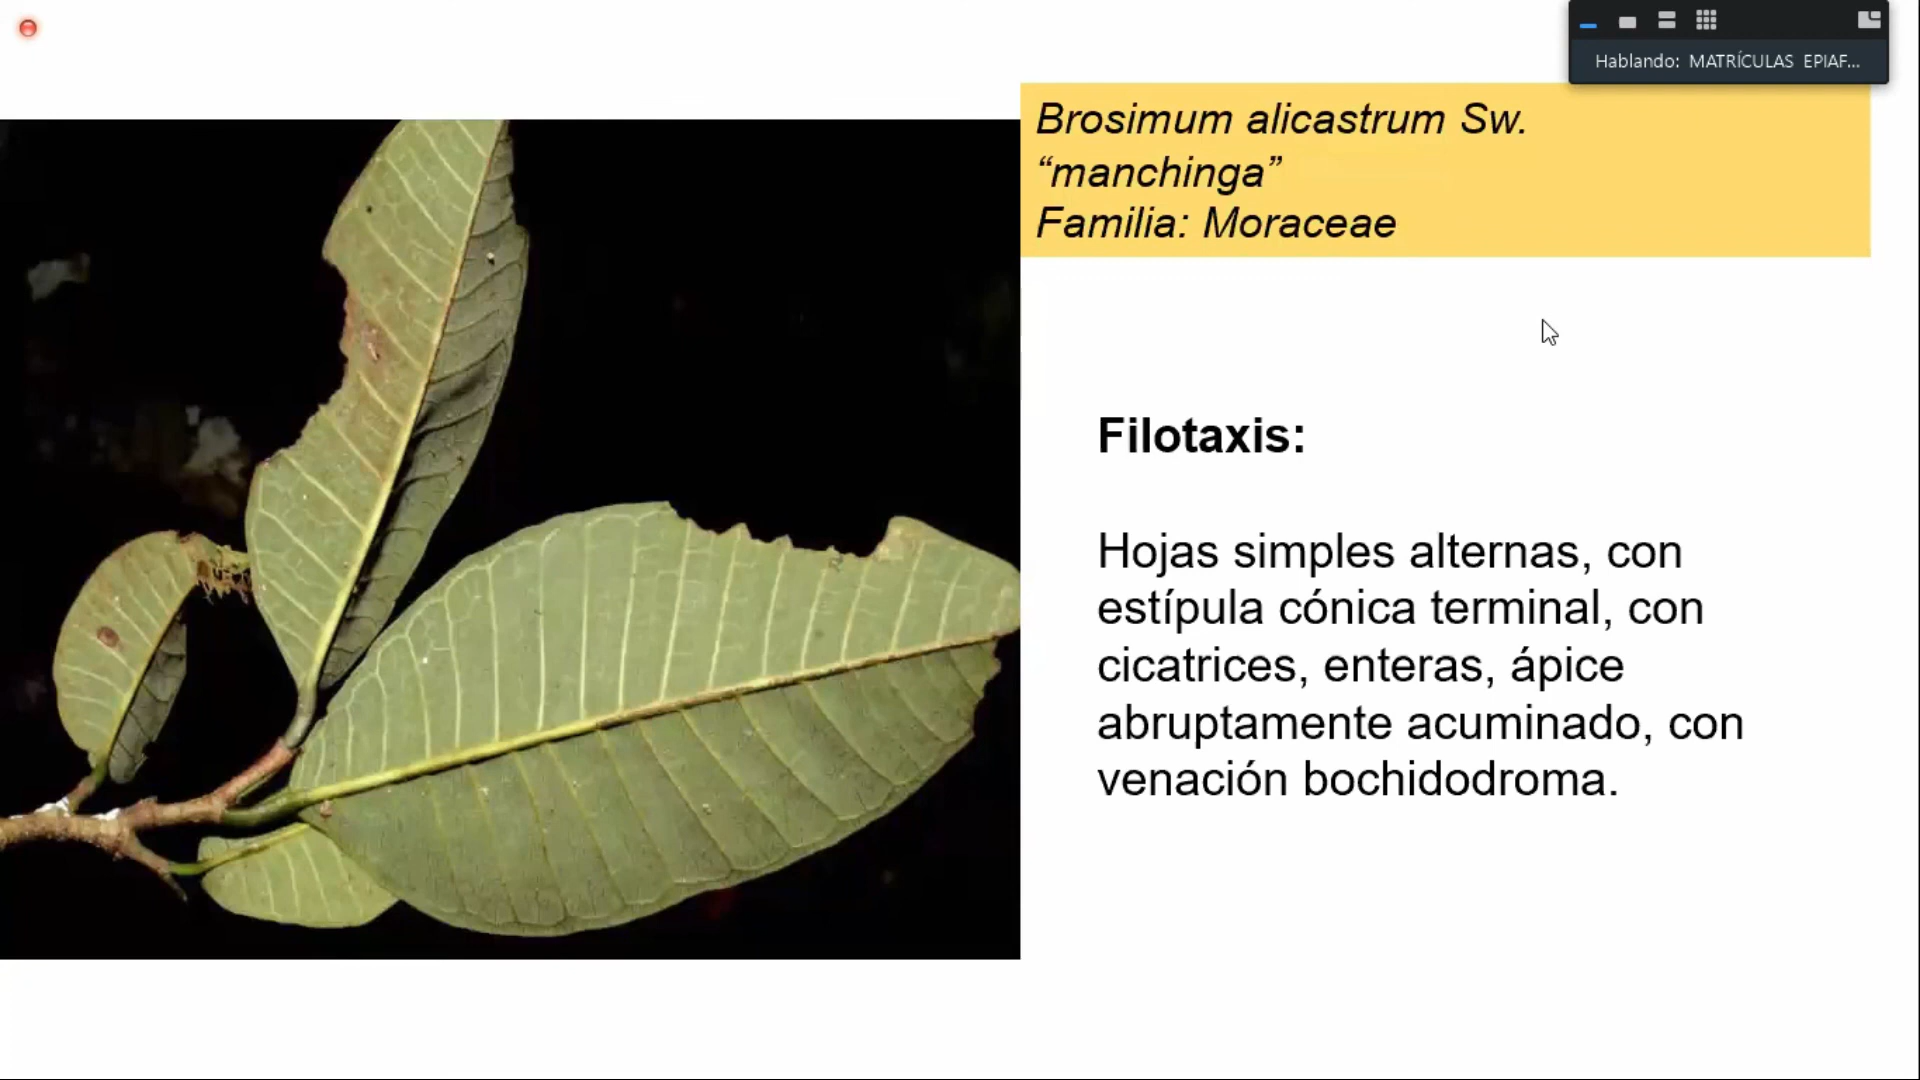 Hablando: MATRÍCULAS EPIAF...
Brosimum alicastrum Sw.
“manchinga”
Familia: Moraceae
Filotaxis:
Hojas simples alternas, con
estípula cónica terminal, con
cicatrices, enteras, ápice
abruptamente acuminado, con
venación bochidodroma.